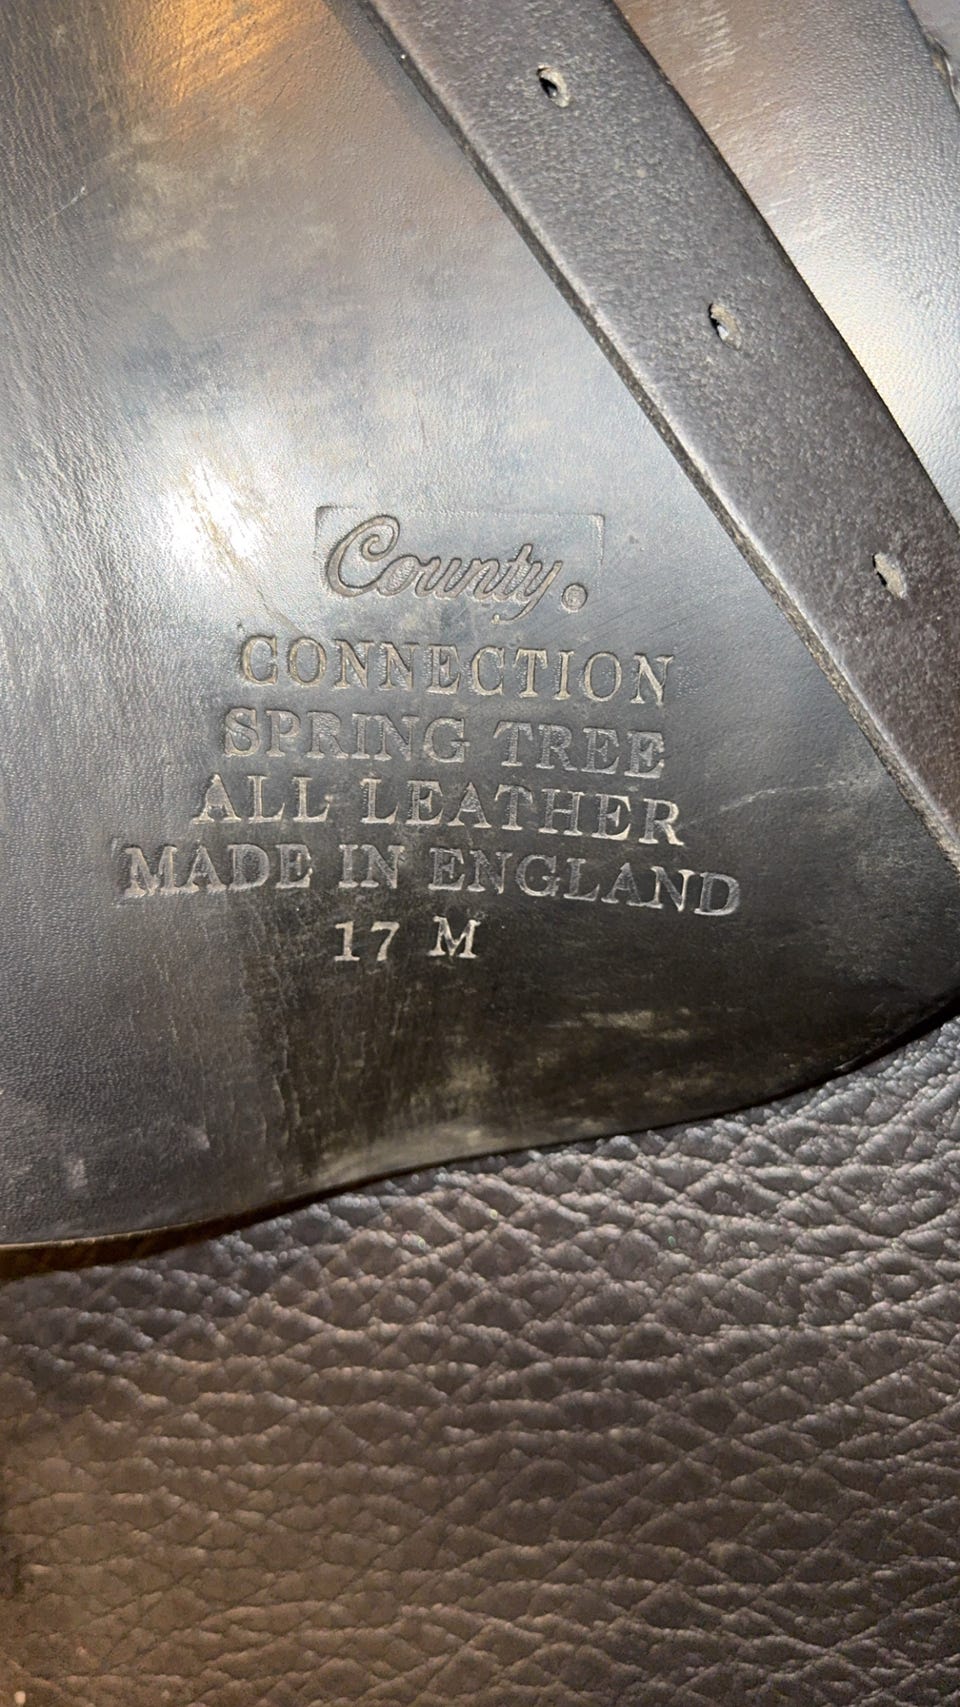 County.
CONNECTION
SPRING TREE
ALL LEATHER
MADE IN ENGLAND
17 M